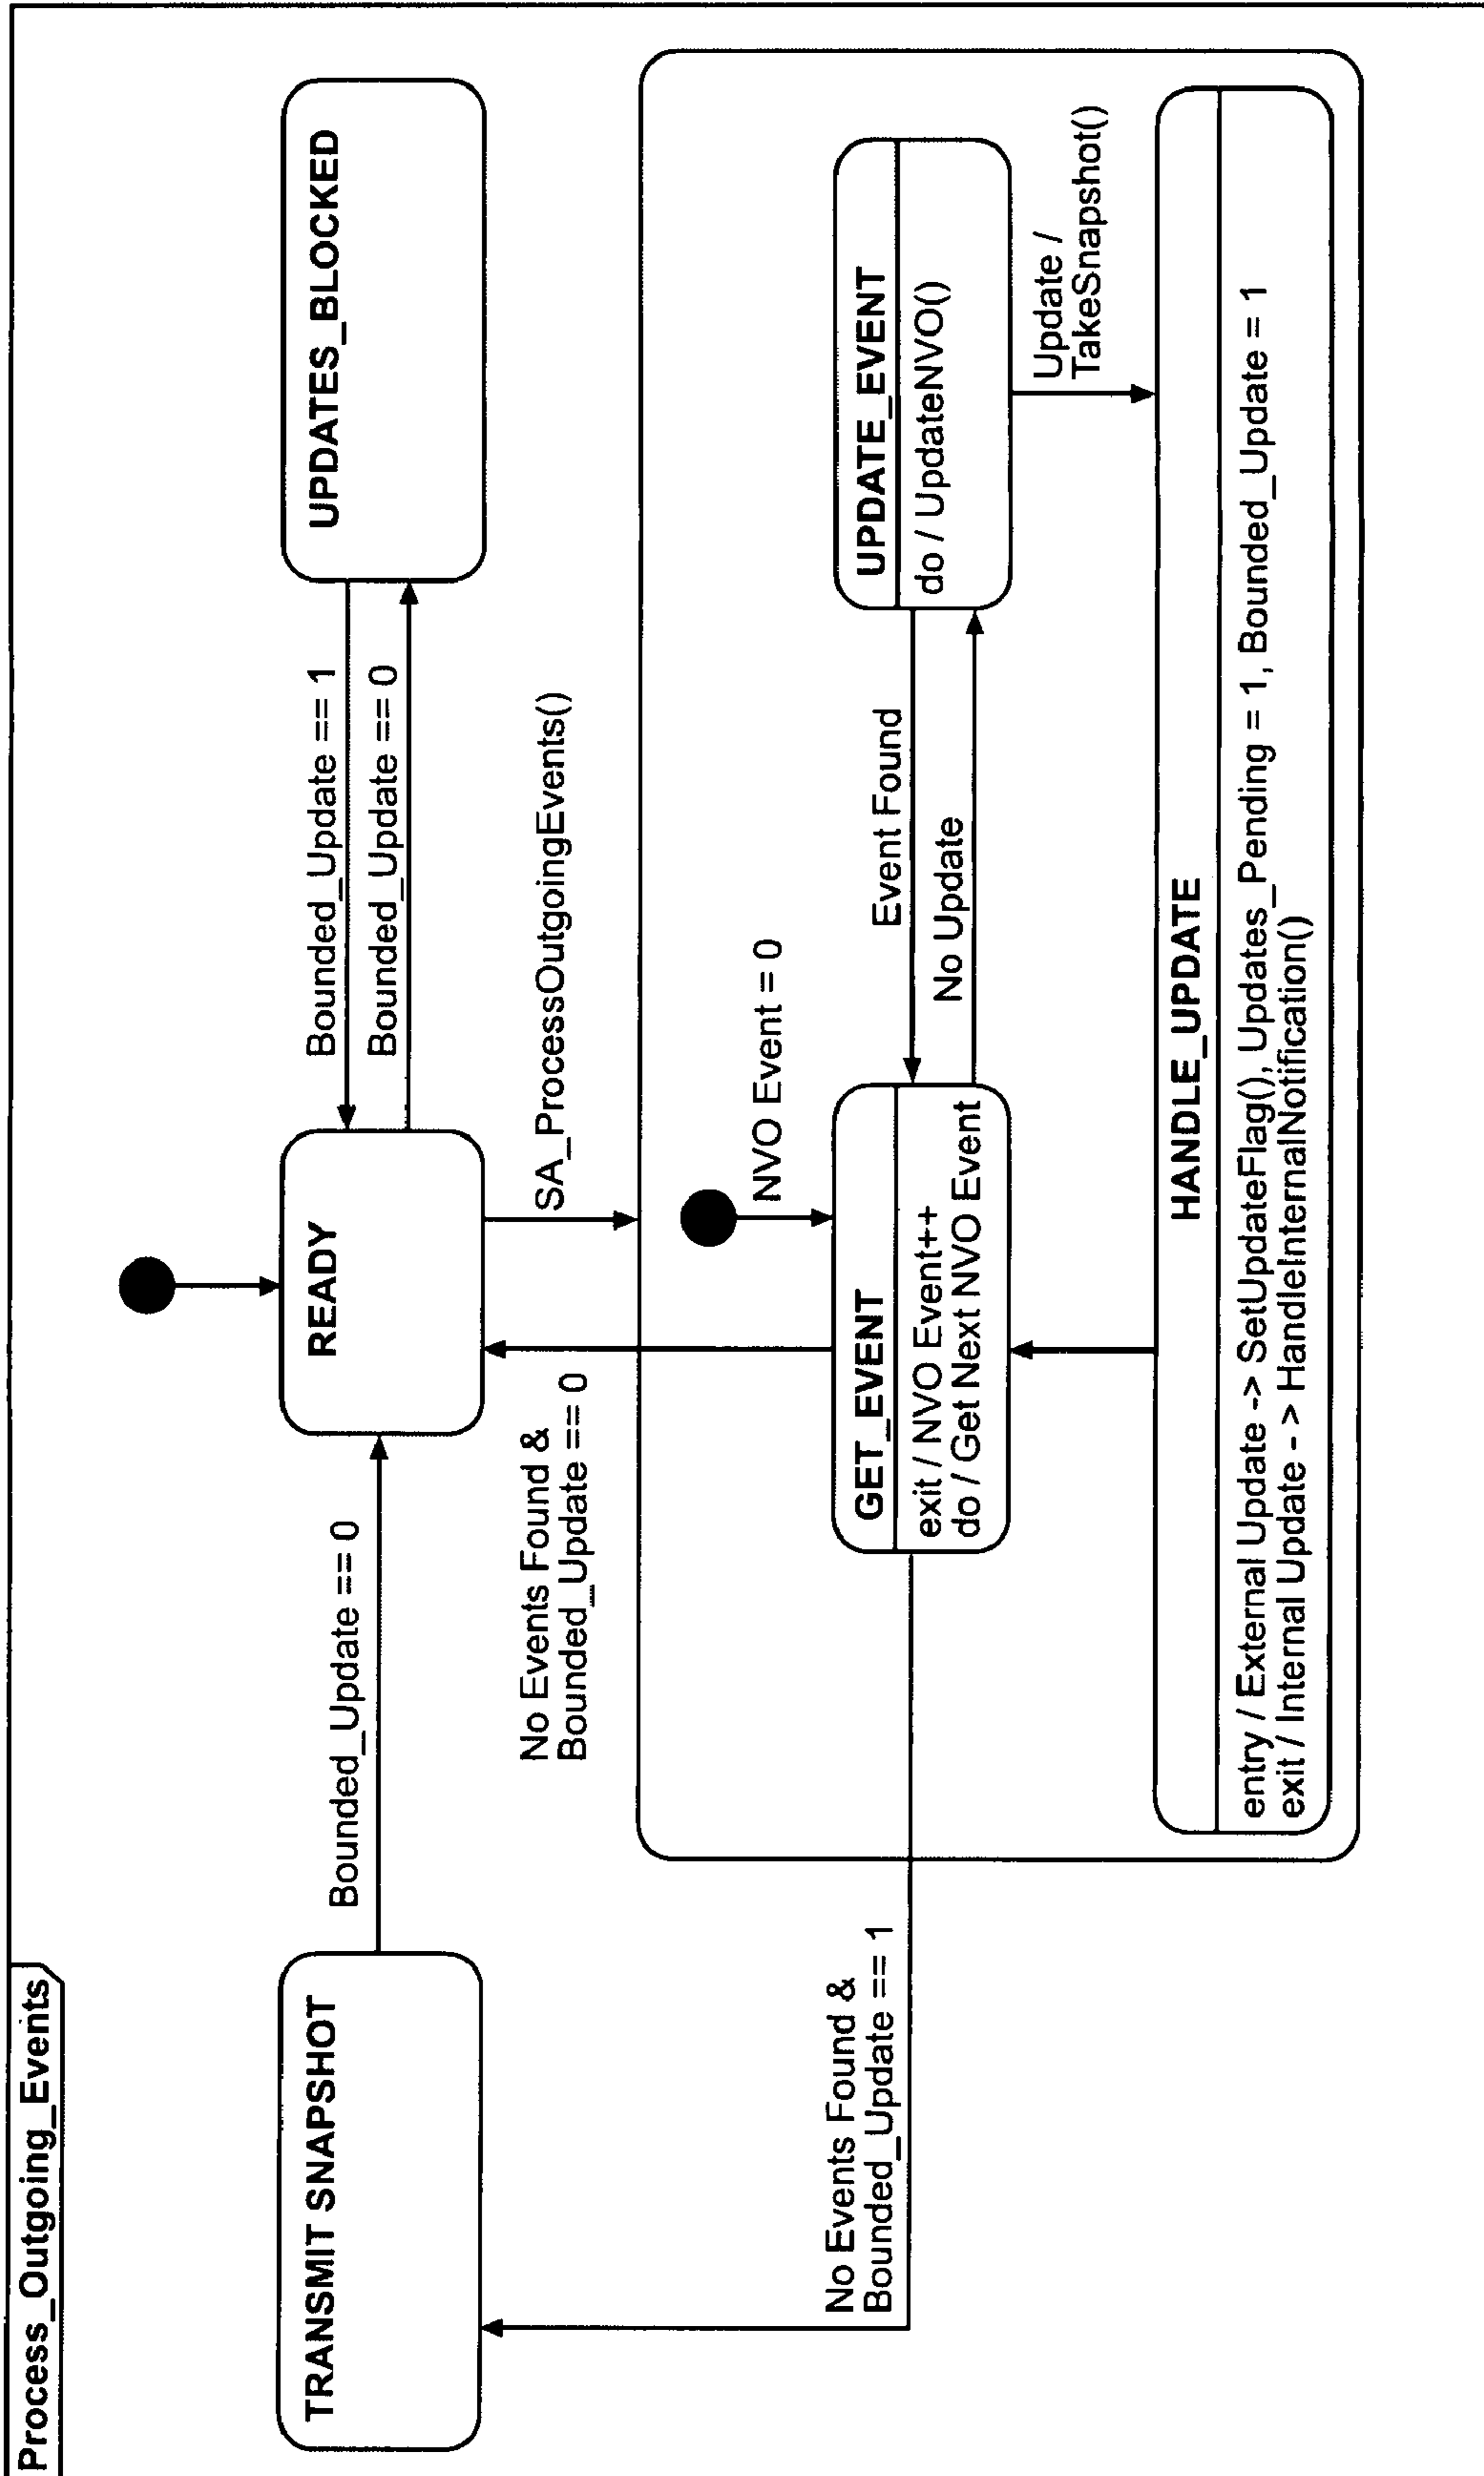 Process_Outgoing_Events
TRANSMIT SNAPSHOT
Bounded_Update == 0
READY
Bounded_Update == 1
Bounded_Update == 0
UPDATES_BLOCKED
No Events Found &
Bounded_Update == 0
SA_ProcessOutgoingEvents()
NVO Event = 0
No Events Found &
Bounded_Update == 1
GET_EVENT
exit / NVO Event++
do / Get Next NVO Event
Event Found
No Update
UPDATE_EVENT
do / UpdateNVO()
Update /
TakeSnapshot()
HANDLE_UPDATE
entry / External Update -> SetUpdateFlag(), Updates_Pending = 1, Bounded_Update = 1
exit / Internal Update - > HandleInternalNotification()